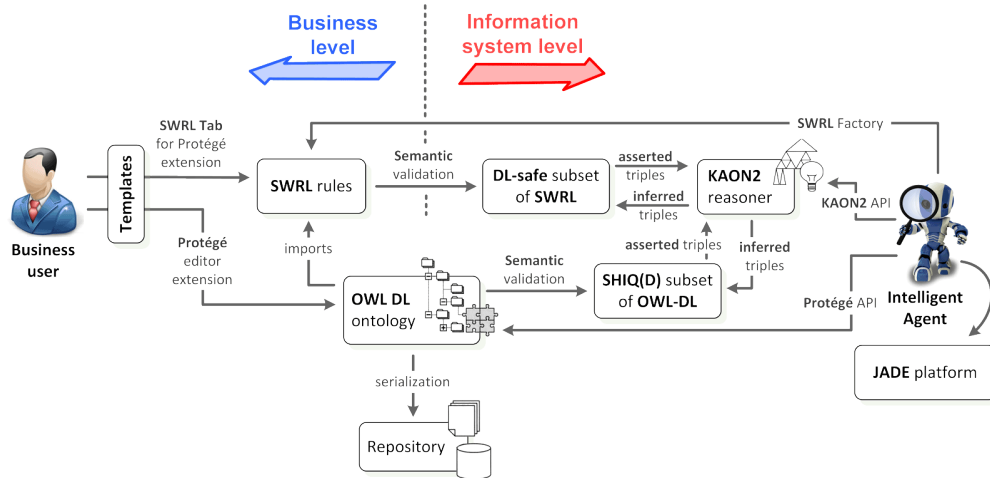 Business
level
Information
system level
SWRL Tab
for Protégé
extension
SWRL Factory
Templates
SWRL rules
Semantic
validation
DL-safe subset
of SWRL
asserted
triples
inferred
triples
KAON2
reasoner
KAON2 API
Business
user
Protégé
editor
extension
imports
OWL DL
ontology
Semantic
validation
asserted triples
SHIQ(D) subset
of OWL-DL
inferred
triples
Protégé API
Intelligent
Agent
JADE platform
serialization
Repository